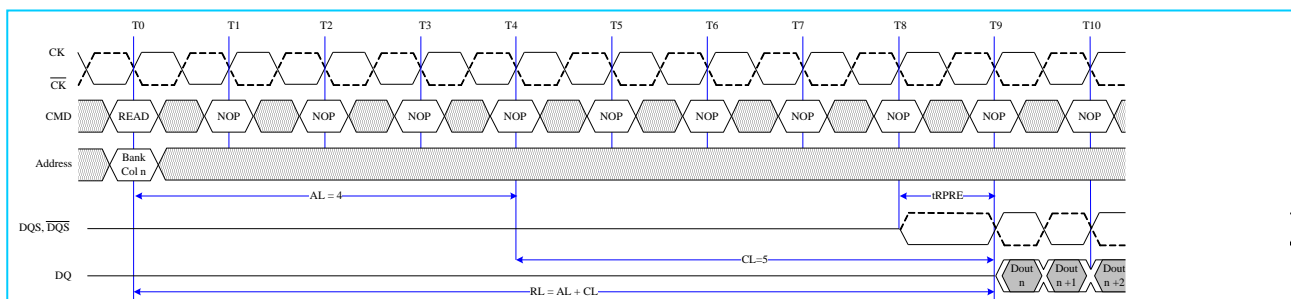 T0 T1 T2 T3 T4 T5 T6 T7 T8 T9 T10
CK
CK
CMD READ NOP NOP NOP NOP NOP NOP NOP NOP NOP NOP
Address Bank Col n
AL = 4 tRPRE
DQS, DQS
CL=5
DQ Dout n Dout n +1 Dout n +2
RL = AL + CL